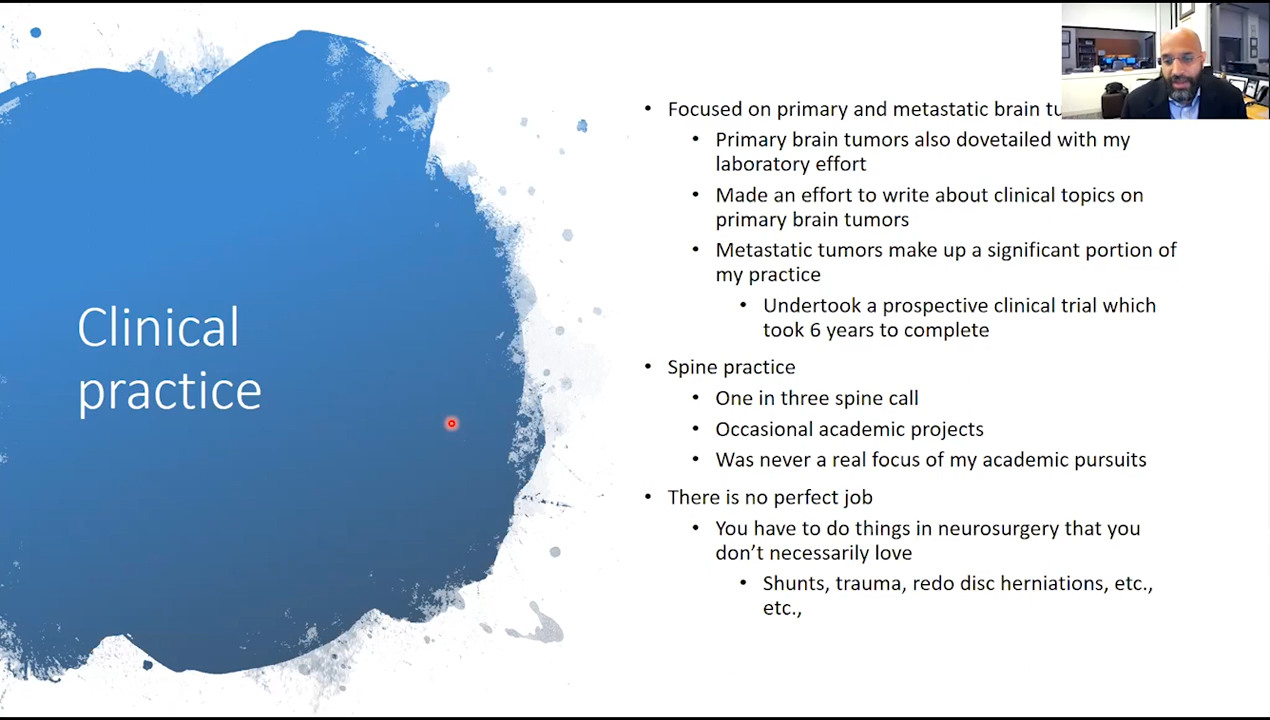 Clinical
practice
• Focused on primary and metastatic brain
• Primary brain tumors also dovetailed with my
laboratory effort
• Made an effort to write about clinical topics on
primary brain tumors
• Metastatic tumors make up a significant portion of
my practice
• Undertook a prospective clinical trial which
took 6 years to complete
• Spine practice
• One in three spine call
• Occasional academic projects
• Was never a real focus of my academic pursuits
• There is no perfect job
• You have to do things in neurosurgery that you
don’t necessarily love
• Shunts, trauma, redo disc herniations, etc.,
etc.,